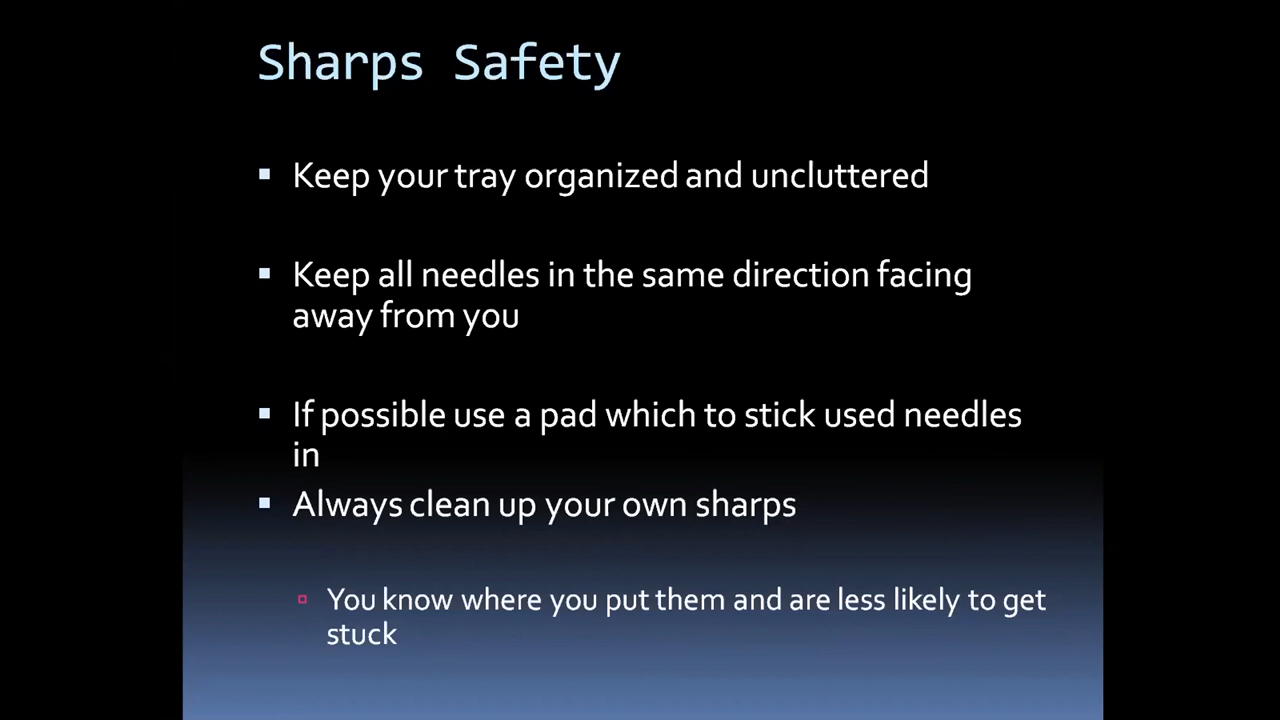 Sharps Safety
Keep your tray organized and uncluttered
Keep all needles in the same direction facing
away from you
If possible use a pad which to stick used needles
in
Always clean up your own sharps
You know where you put them and are less likely to get
stuck